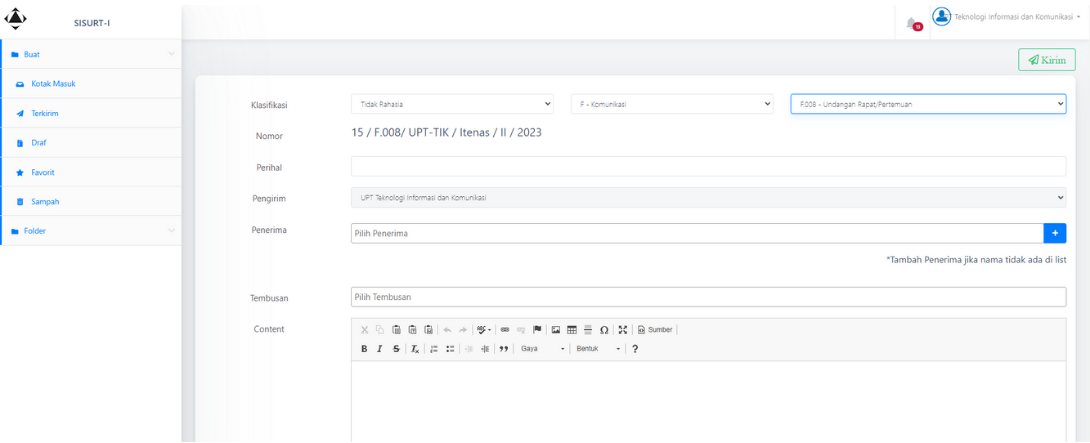 SISURT-I
Teknologi Informasi dan Komunikasi
Buat
Kotak Masuk
Terkirim
Draf
Favorit
Sampah
Folder
Kirim
Klasifikasi
Tidak Rahasia
F - Komunikasi
F.008 - Undangan Rapat/Pertemuan
Nomor
15 / F.008/ UPT-TIK / Itenas / II / 2023
Perihal
Pengirim
UPT Teknologi Informasi dan Komunikasi
Penerima
Pilih Penerima
+
*Tambah Penerima jika nama tidak ada di list
Tembusan
Pilih Tembusan
Content
Sumber
B I S Ix
Gaya
Bentuk
?